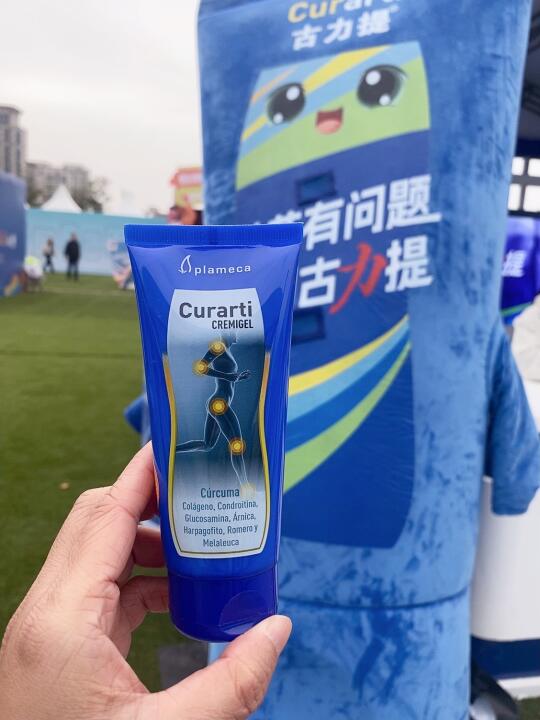 Curarti
古力提
有问题
古力提
提
plameca
Curarti
CREMIGEL
Cúrcuma
Colágeno, Condroitina,
Glucosamina, Árnica,
Harpagofito, Romero y
Melaleuca